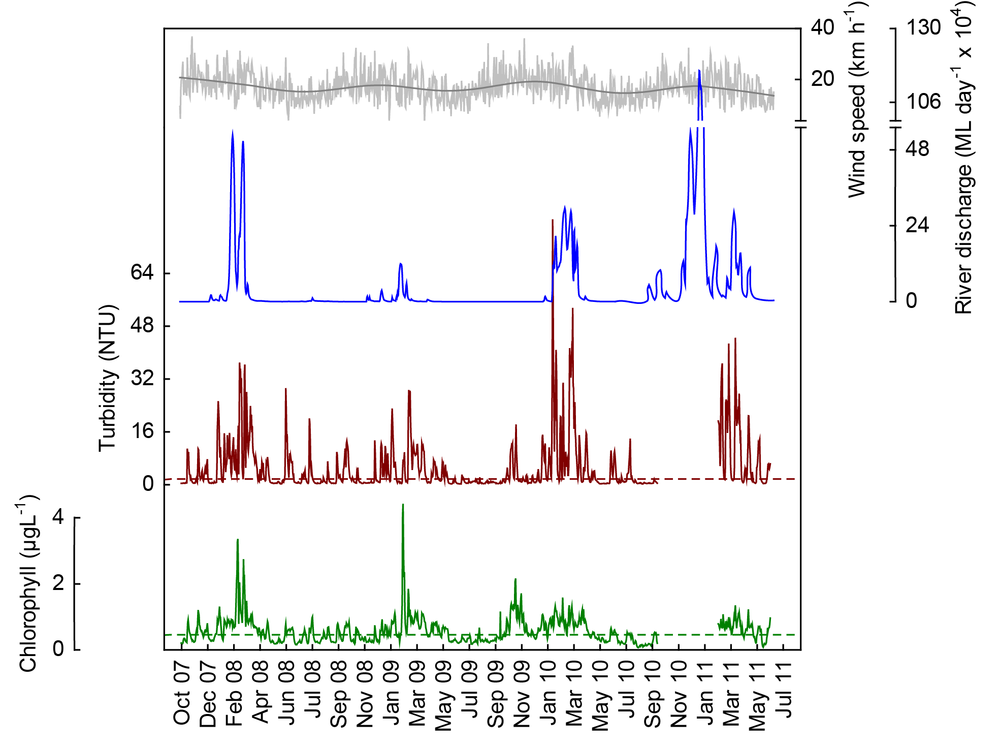 40
20
Wind speed (km h-1)
130
106
48
24
0
River discharge (ML day-1 x 104)
64
48
32
16
0
Turbidity (NTU)
4
2
0
Chlorophyll (µgL-1)
Oct 07
Dec 07
Feb 08
Apr 08
Jun 08
Jul 08
Sep 08
Nov 08
Jan 09
Mar 09
May 09
Jul 09
Sep 09
Nov 09
Jan 10
Mar 10
May 10
Jul 10
Sep 10
Nov 10
Jan 11
Mar 11
May 11
Jul 11